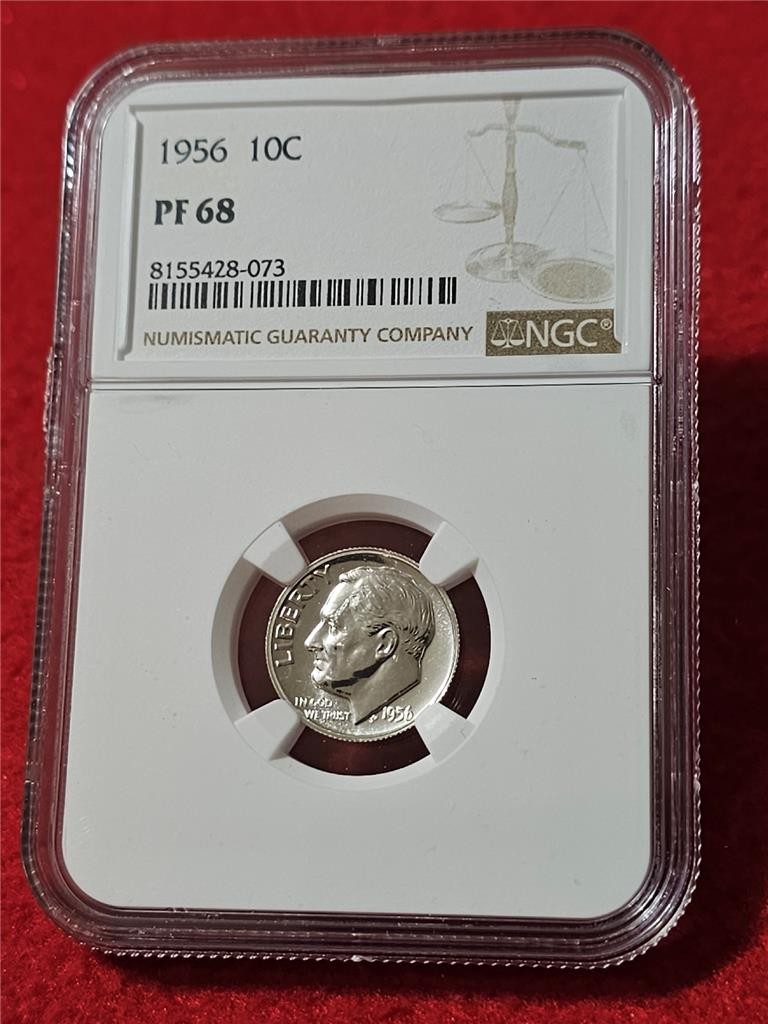 1956 10C
PF 68
8155428-073
NUMISMATIC GUARANTY COMPANY NGC®
LIBERTY
IN GOD
WE TRUST 1956